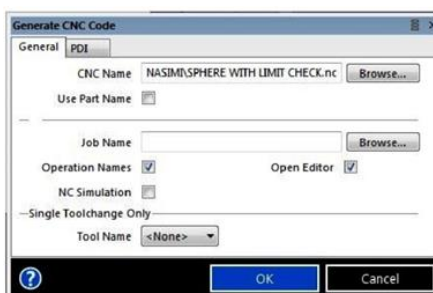 Generate CNC Code
General PDI
CNC Name NASIMI\SPHERE WITH LIMIT CHECK.nc Browse...
Use Part Name
Job Name Browse...
Operation Names Open Editor
NC Simulation
Single Toolchange Only
Tool Name <None>
? OK Cancel